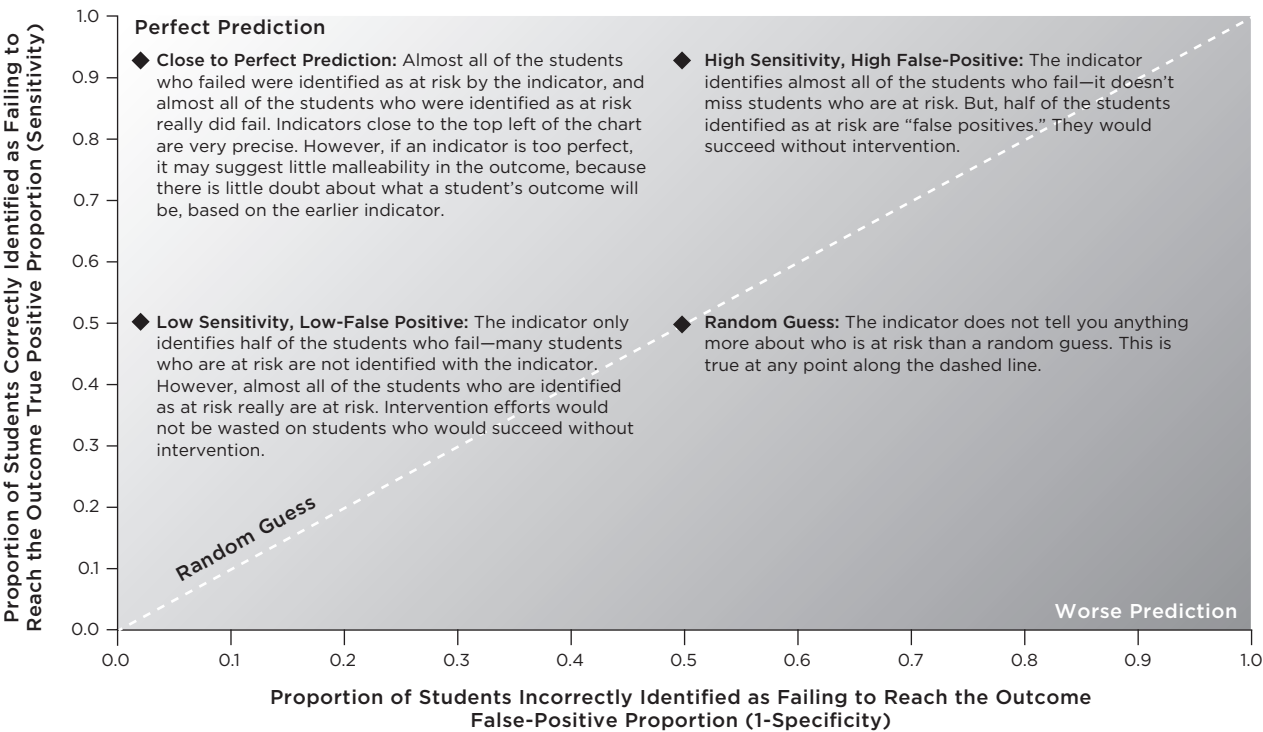 Proportion of Students Correctly Identified as Failing to
Reach the Outcome True Positive Proportion (Sensitivity)
1.0
0.9
0.8
0.7
0.6
0.5
0.4
0.3
0.2
0.1
0.0
Perfect Prediction
Close to Perfect Prediction: Almost all of the students
who failed were identified as at risk by the indicator, and
almost all of the students who were identified as at risk
really did fail. Indicators close to the top left of the chart
are very precise. However, if an indicator is too perfect,
it may suggest little malleability in the outcome, because
there is little doubt about what a student’s outcome will
be, based on the earlier indicator.
High Sensitivity, High False-Positive: The indicator
identifies almost all of the students who fail—it doesn’t
miss students who are at risk. But, half of the students
identified as at risk are “false positives.” They would
succeed without intervention.
Low Sensitivity, Low-False Positive: The indicator only
identifies half of the students who fail—many students
who are at risk are not identified with the indicator.
However, almost all of the students who are identified
as at risk really are at risk. Intervention efforts would
not be wasted on students who would succeed without
intervention.
Random Guess: The indicator does not tell you anything
more about who is at risk than a random guess. This is
true at any point along the dashed line.
Random Guess
Worse Prediction
0.0
0.1
0.2
0.3
0.4
0.5
0.6
0.7
0.8
0.9
1.0
Proportion of Students Incorrectly Identified as Failing to Reach the Outcome
False-Positive Proportion (1-Specificity)